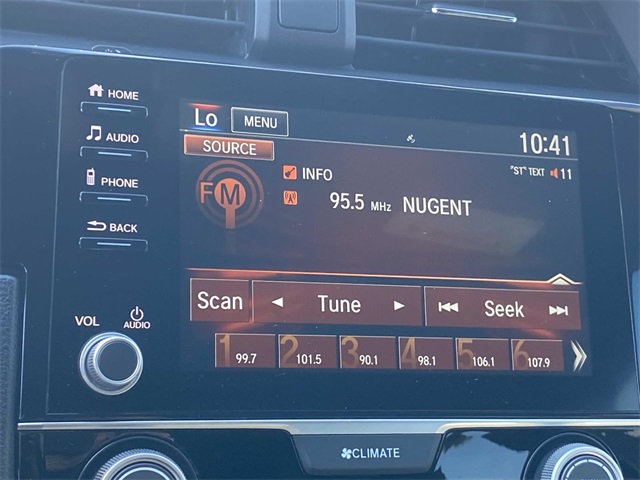 HOME
AUDIO
PHONE
BACK
VOL
AUDIO
Lo
MENU
10:41
SOURCE
"ST" TEXT 11
FM
INFO
95.5 MHz NUGENT
Scan
Tune
Seek
1 99.7
2 101.5
3 90.1
4 98.1
5 106.1
6 107.9
CLIMATE